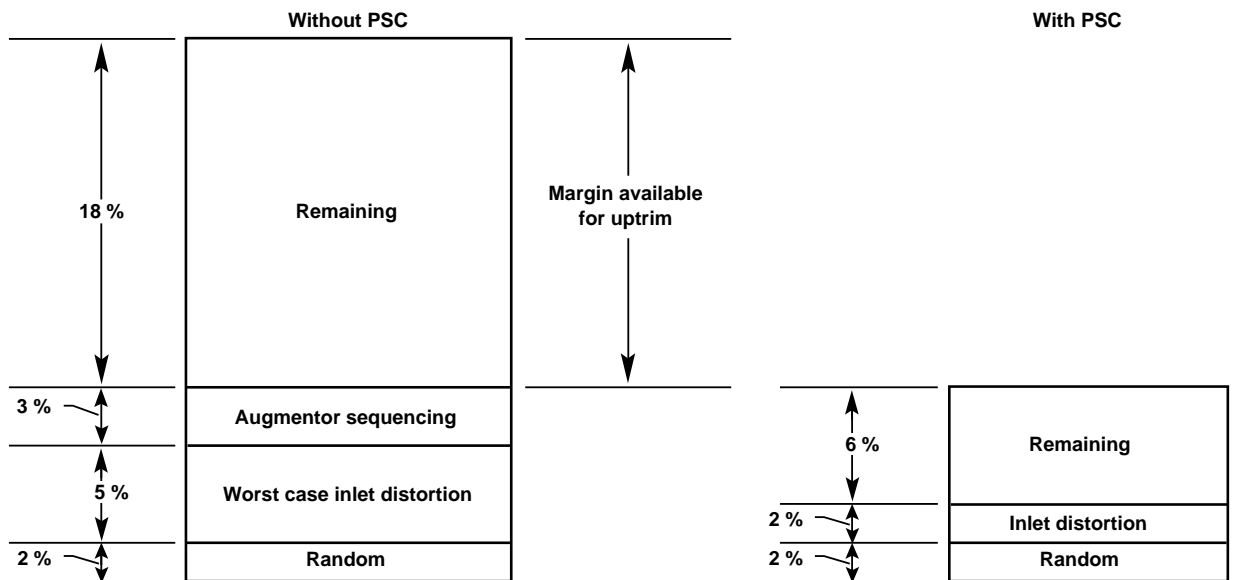 Without PSC
With PSC
18 %
Remaining
Margin available
for uptrim
3 %
Augmentor sequencing
6 %
Remaining
5 %
Worst case inlet distortion
2 %
Inlet distortion
2 %
Random
2 %
Random